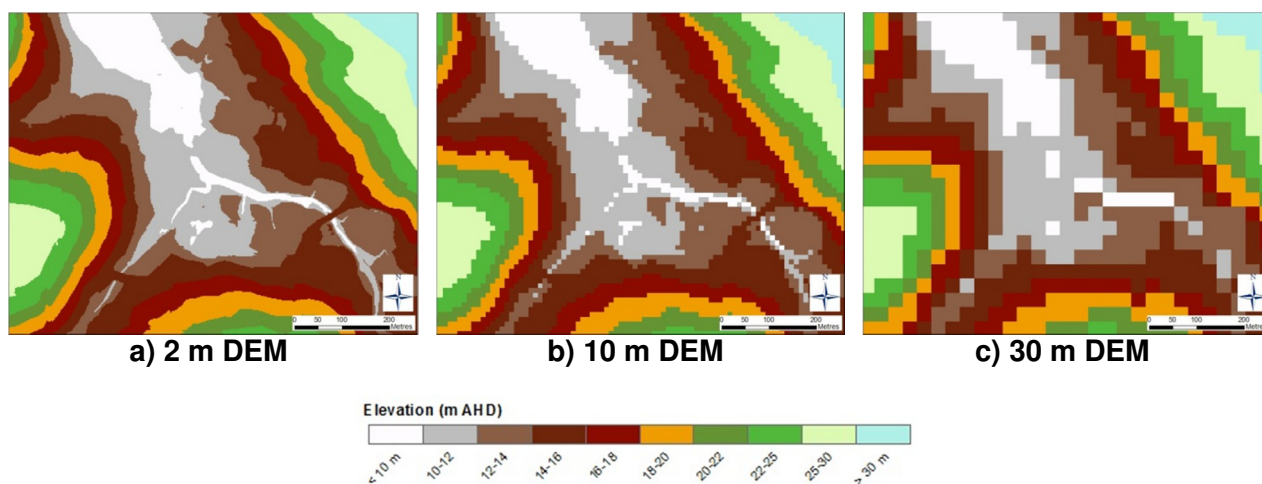 N
0 50 100 200
Metres
N
0 50 100 200
Metres
N
0 50 100 200
Metres
a) 2 m DEM
b) 10 m DEM
c) 30 m DEM
Elevation (m AHD)
10 m
10-12
12-14
14-16
16-18
18-20
20-22
22-25
25-30
> 30 m